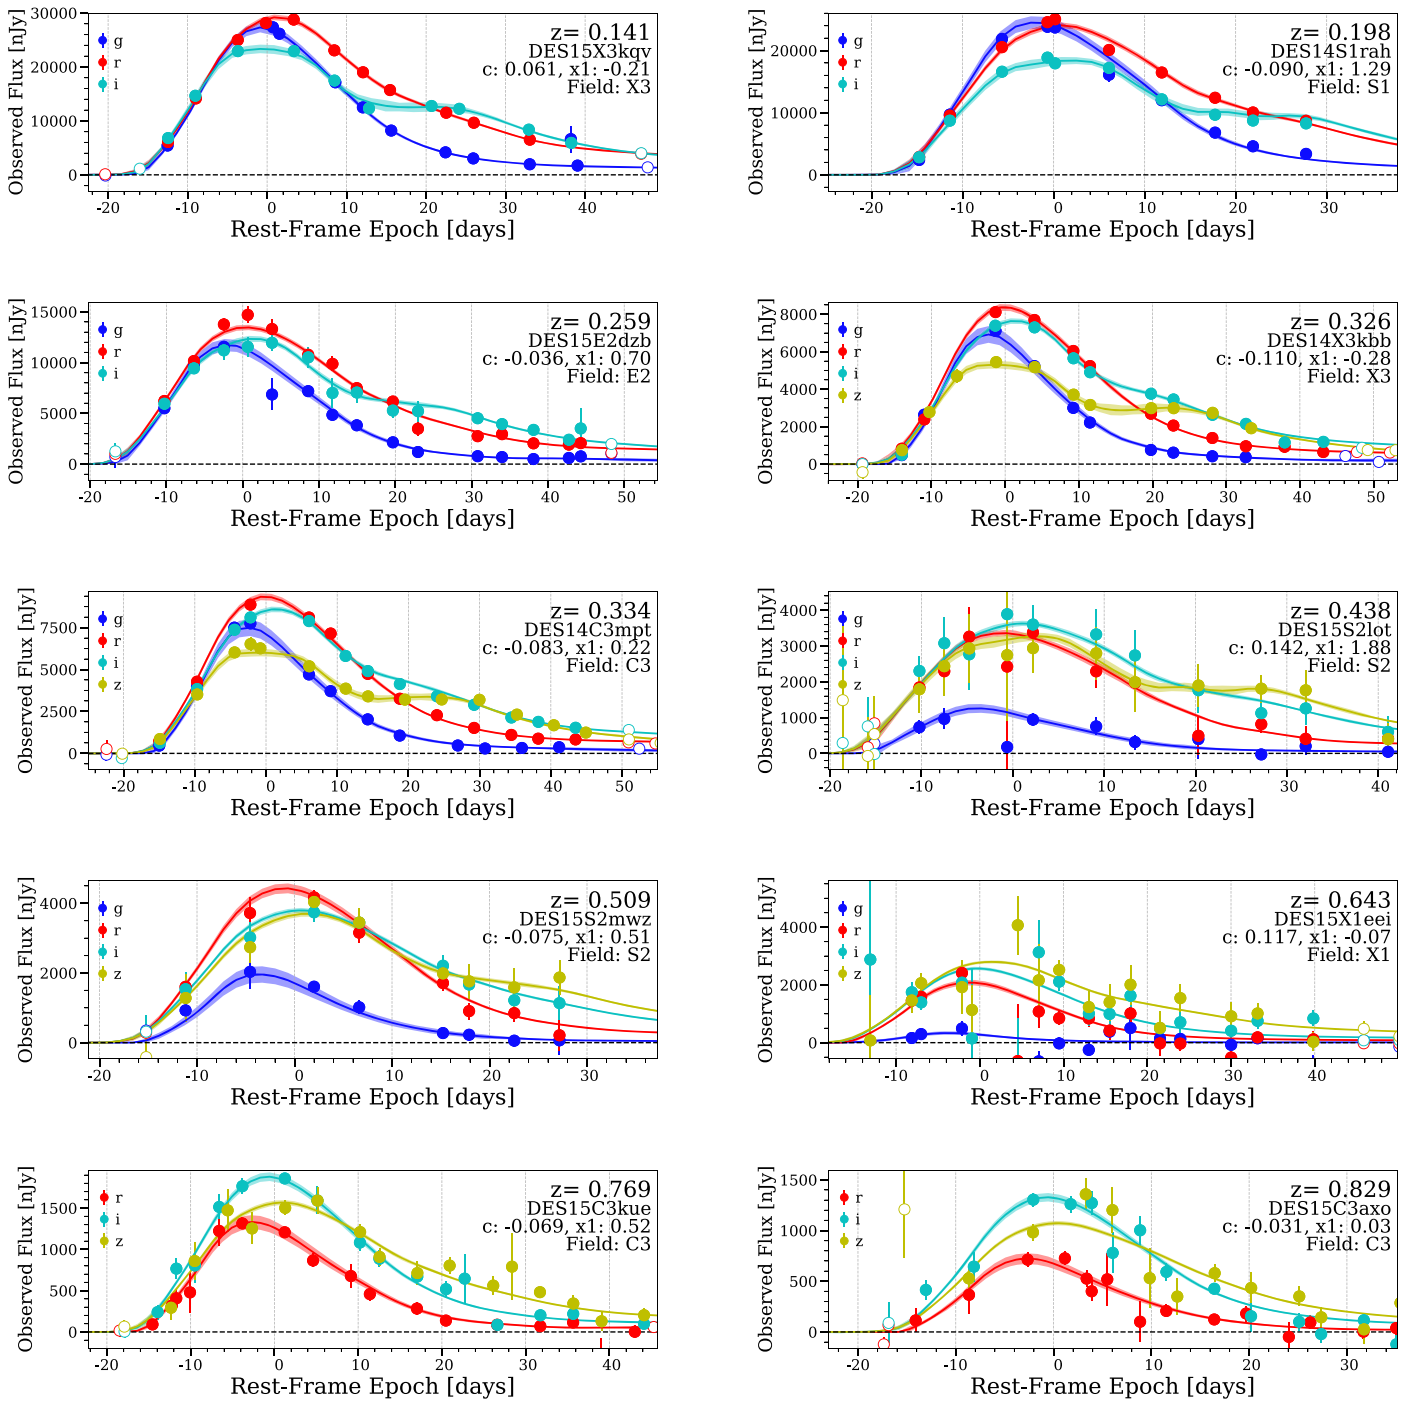 Observed Flux [nJy]
30000
20000
10000
0
g
r
i
z= 0.141
DES15X3kqv
c: 0.061, x1: -0.21
Field: X3
-20 -10 0 10 20 30 40
Rest-Frame Epoch [days]
Observed Flux [nJy]
20000
10000
0
g
r
i
z= 0.198
DES14S1rah
c: -0.090, x1: 1.29
Field: S1
-20 -10 0 10 20 30
Rest-Frame Epoch [days]
Observed Flux [nJy]
15000
10000
5000
0
g
r
i
z= 0.259
DES15E2dzb
c: -0.036, x1: 0.70
Field: E2
-20 -10 0 10 20 30 40 50
Rest-Frame Epoch [days]
Observed Flux [nJy]
8000
6000
4000
2000
0
g
r
i
z
z= 0.326
DES14X3kbb
c: -0.110, x1: -0.28
Field: X3
-20 -10 0 10 20 30 40 50
Rest-Frame Epoch [days]
Observed Flux [nJy]
7500
5000
2500
0
g
r
i
z
z= 0.334
DES14C3mpt
c: -0.083, x1: 0.22
Field: C3
-20 -10 0 10 20 30 40 50
Rest-Frame Epoch [days]
Observed Flux [nJy]
4000
3000
2000
1000
0
g
r
i
z
z= 0.438
DES15S2lot
c: 0.142, x1: 1.88
Field: S2
-20 -10 0 10 20 30 40
Rest-Frame Epoch [days]
Observed Flux [nJy]
4000
2000
0
g
r
i
z
z= 0.509
DES15S2mwz
c: -0.075, x1: 0.51
Field: S2
-20 -10 0 10 20 30
Rest-Frame Epoch [days]
Observed Flux [nJy]
4000
2000
0
g
r
i
z
z= 0.643
DES15X1eei
c: 0.117, x1: -0.07
Field: X1
-10 0 10 20 30 40
Rest-Frame Epoch [days]
Observed Flux [nJy]
1500
1000
500
0
r
i
z
z= 0.769
DES15C3kue
c: -0.069, x1: 0.52
Field: C3
-20 -10 0 10 20 30 40
Rest-Frame Epoch [days]
Observed Flux [nJy]
1500
1000
500
0
r
i
z
z= 0.829
DES15C3axo
c: -0.031, x1: 0.03
Field: C3
-20 -10 0 10 20 30
Rest-Frame Epoch [days]